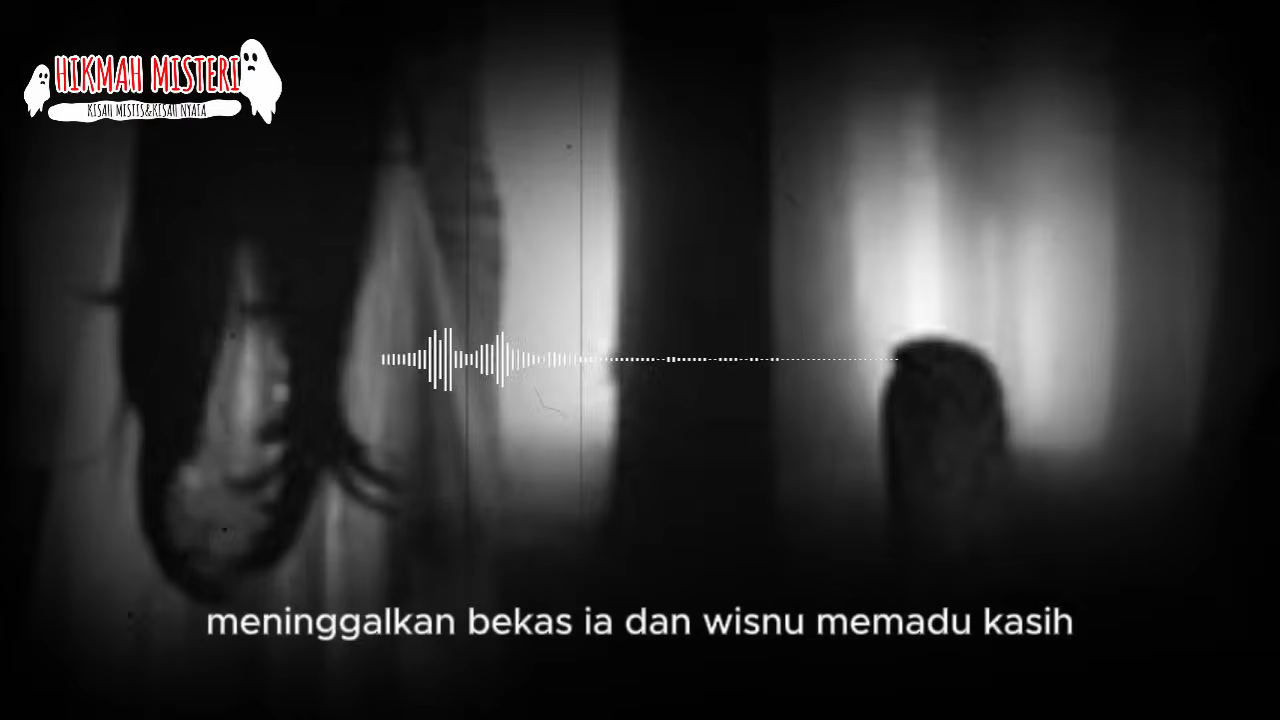 HIKMAH MISTERI
KISAH MISTIS&KISAH NYATA
meninggalkan bekas ia dan wisnu memadu kasih